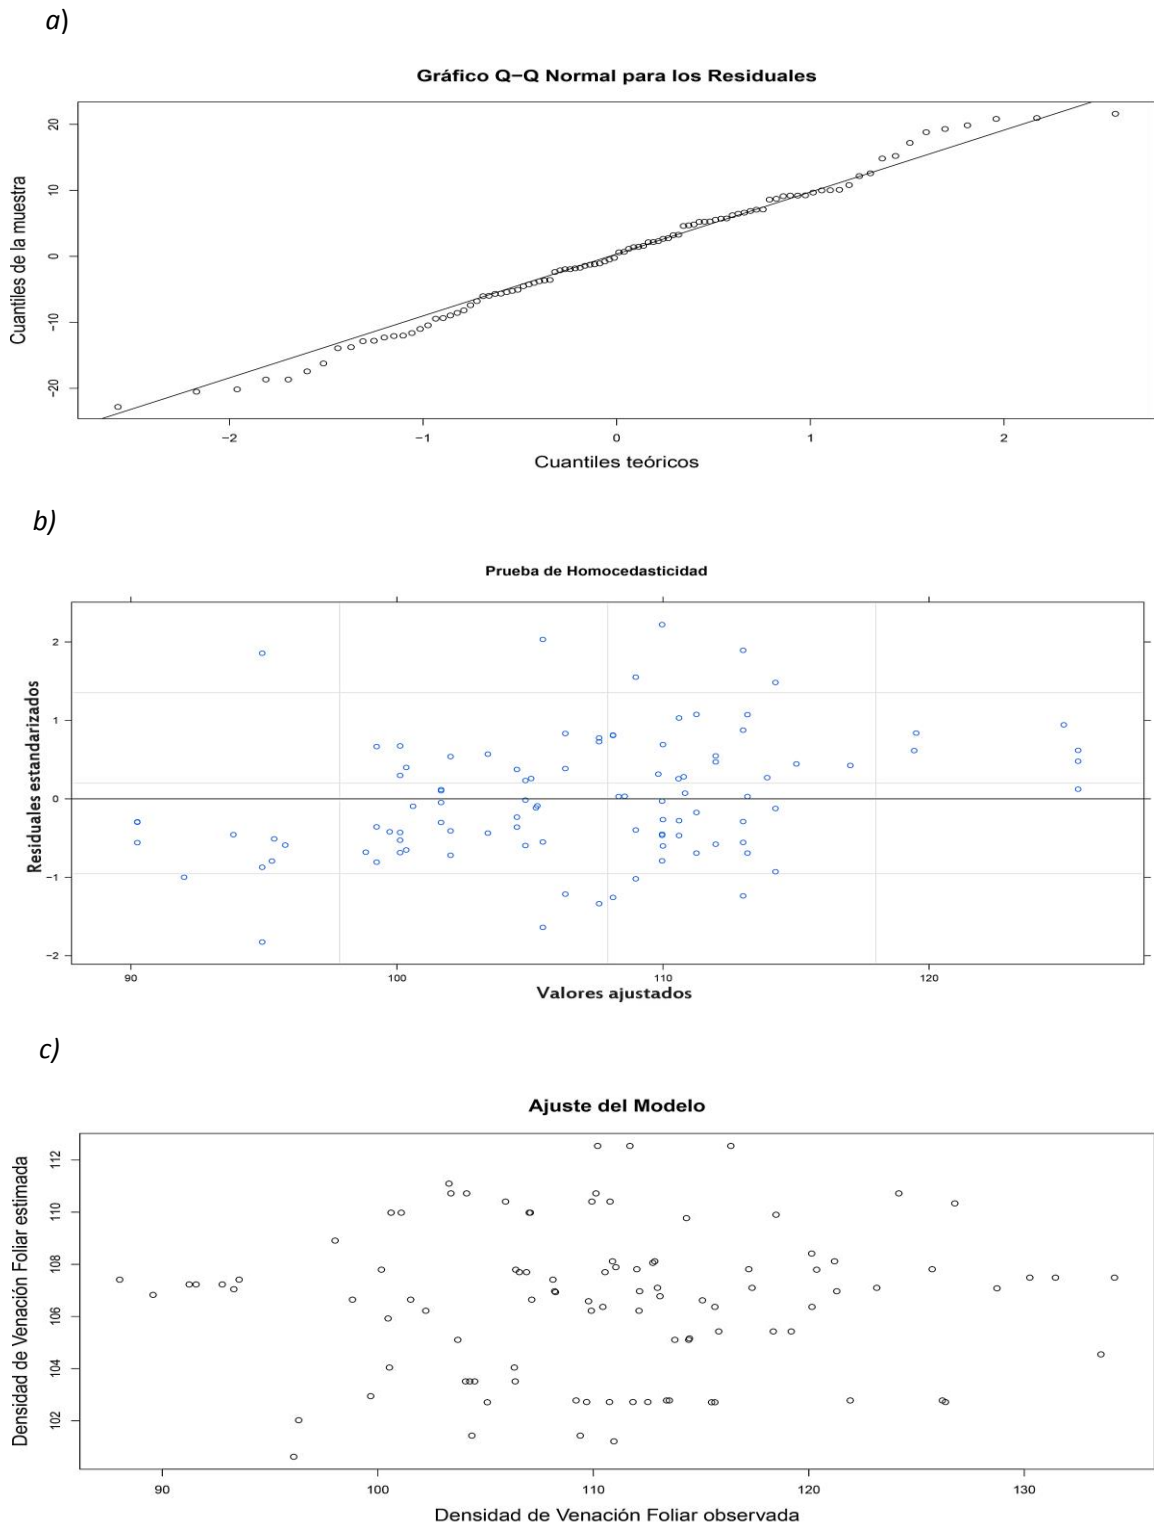 a)
Gráfico Q−Q Normal para los Residuales
Cuantiles de la muestra
20
10
0
−10
−20
−2
−1
0
1
2
Cuantiles teóricos
b)
Prueba de Homocedasticidad
Residuales estandarizados
2
1
0
−1
−2
90
100
110
120
Valores ajustados
c)
Ajuste del Modelo
Densidad de Venación Foliar estimada
112
110
108
106
104
102
90
100
110
120
130
Densidad de Venación Foliar observada